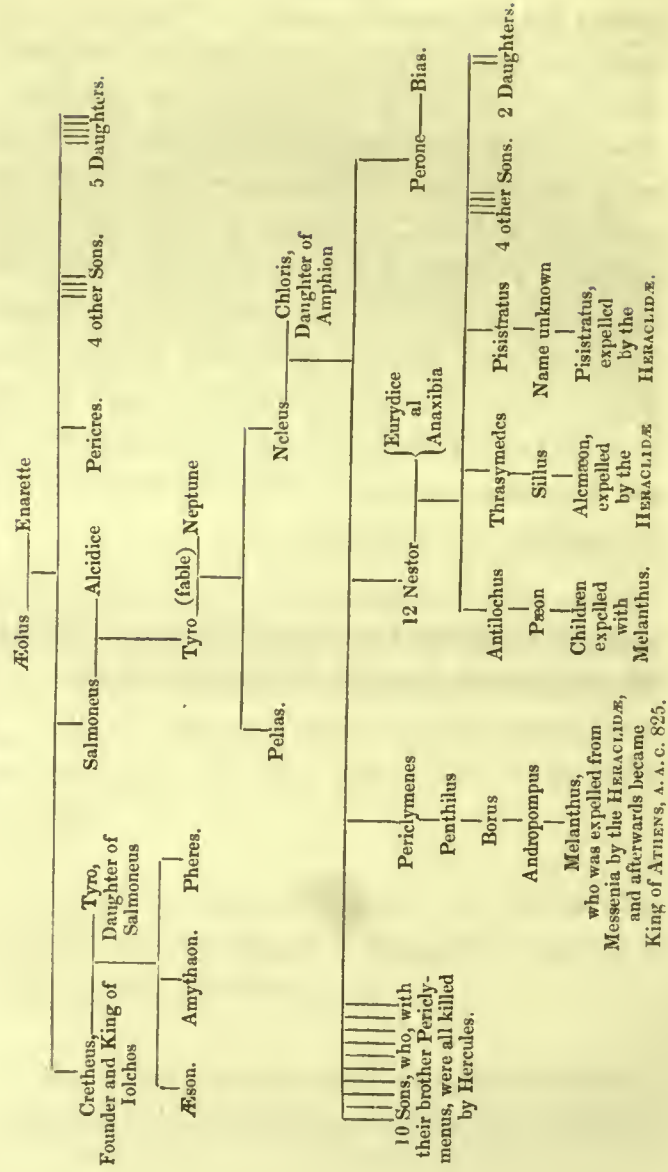 Æolus — Enarette
Cretheus, — Tyro,
Founder and King of Daughter of
Iolchos Salmoneus
Salmoneus — Alcidice
Pericres.
4 other Sons.
5 Daughters.
Æson.
Amythaon.
Pheres.
Tyro (fable) Neptune
Pelias.
Neleus — Chloris,
Daughter of
Amphion
10 Sons, who, with
their brother Pericly-
menus, were all killed
by Hercules.
Periclymenes
Penthilus
Borus
Andropompus
Melanthus,
who was expelled from
Messenia by the HERACLIDÆ,
and afterwards became
King of ATHENS, A. A. C. 825.
12 Nestor — {Eurydice
al
Anaxibia
Perone — Bias.
Antilochus
Pæon
Children
expelled
with
Melanthus.
Thrasymedes
Sillus
Alcmæon,
expelled
by the
HERACLIDÆ
Pisistratus
Name unknown
Pisistratus,
expelled
by the
HERACLIDÆ.
4 other Sons.
2 Daughters.